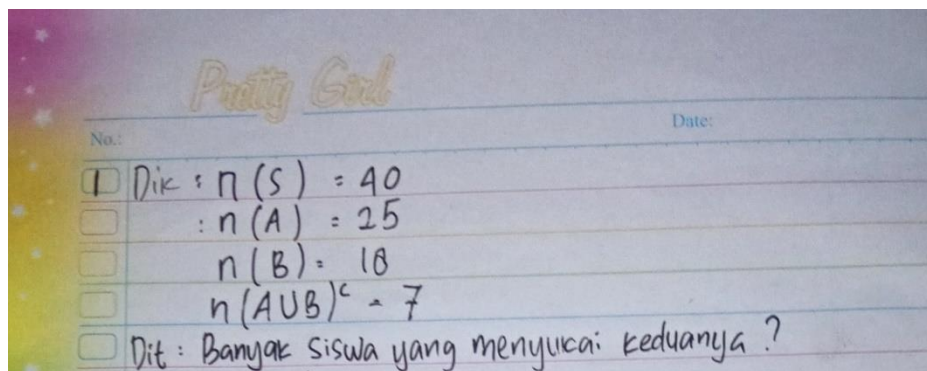 Pretty Girl
No.:
Date:
1 Dik : n (S) = 40
: n (A) = 25
n (B) = 18
n (A∪B)ᶜ = 7
Dit : Banyak siswa yang menyukai keduanya ?